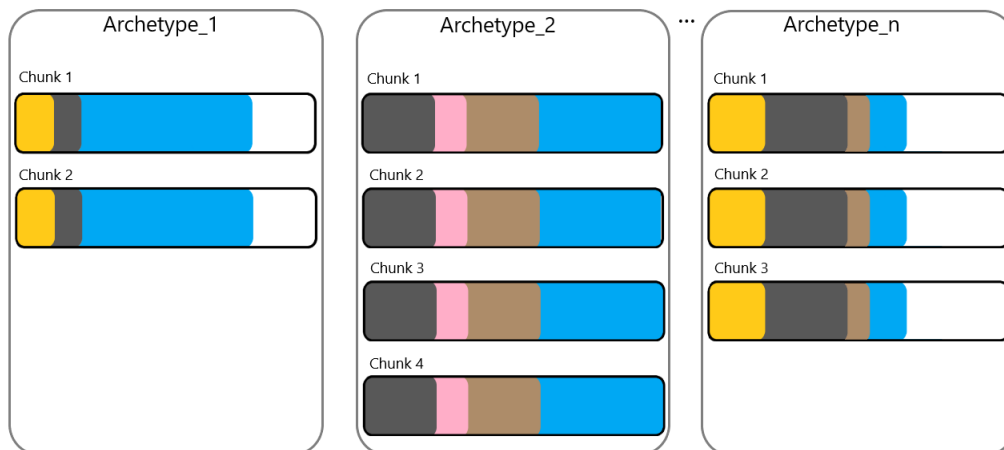 Archetype_1
Chunk 1
Chunk 2
Archetype_2
Chunk 1
Chunk 2
Chunk 3
Chunk 4
...
Archetype_n
Chunk 1
Chunk 2
Chunk 3